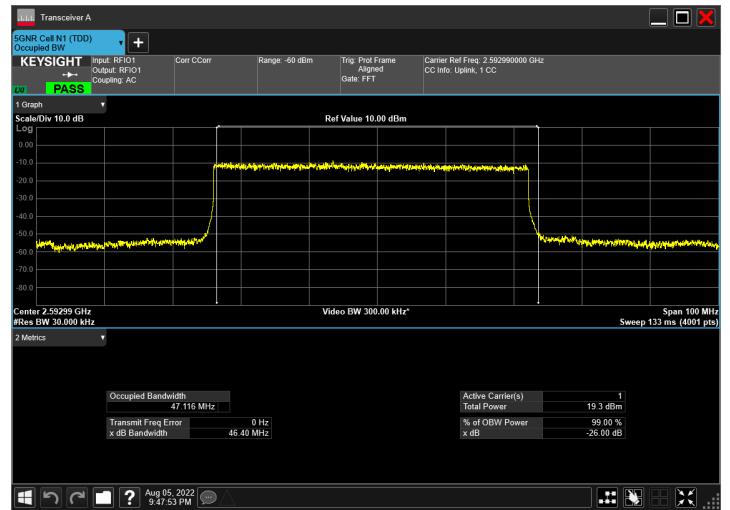 Transceiver A
5GNR Cell N1 (TDD)
Occupied BW
KEYSIGHT
Input: RFIO1
Output: RFIO1
Coupling: AC
Corr CCorr
Range: -60 dBm
Trig: Prot Frame
Aligned
Gate: FFT
Carrier Ref Freq: 2.592990000 GHz
CC Info: Uplink, 1 CC
PASS
1 Graph
Scale/Div 10.0 dB
Ref Value 10.00 dBm
Log
0.00
-10.0
-20.0
-30.0
-40.0
-50.0
-60.0
-70.0
-80.0
Center 2.59299 GHz
Video BW 300.00 kHz*
Span 100 MHz
#Res BW 30.000 kHz
Sweep 133 ms (4001 pts)
2 Metrics
Occupied Bandwidth
47.116 MHz
Transmit Freq Error 0 Hz
x dB Bandwidth 46.40 MHz
Active Carrier(s) 1
Total Power 19.3 dBm
% of OBW Power 99.00 %
x dB -26.00 dB
Aug 05, 2022
9:47:53 PM